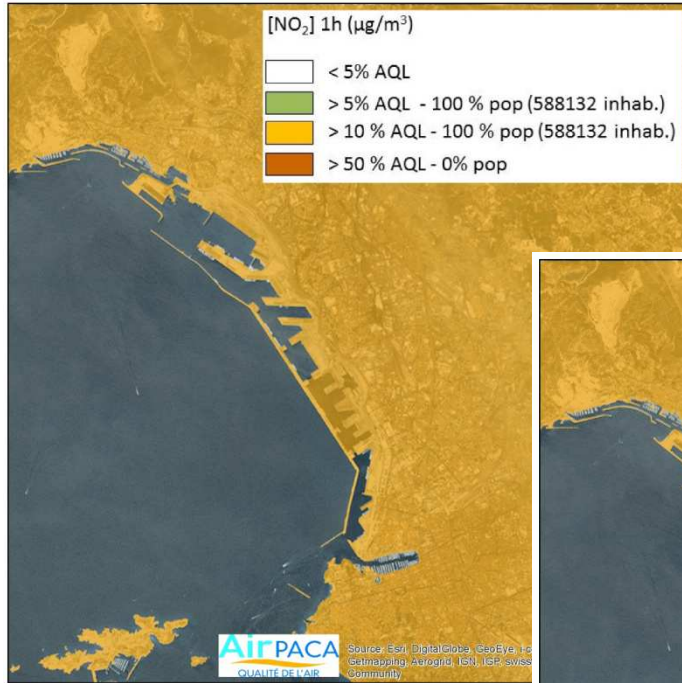 [NO₂] 1h (µg/m³)
< 5% AQL
> 5% AQL - 100 % pop (588132 inhab.)
> 10 % AQL - 100 % pop (588132 inhab.)
> 50 % AQL - 0% pop
AirPACA
QUALITÉ DE L'AIR
Source: Esri, DigitalGlobe, GeoEye,
Getmapping, Aerogrid, IGN, IGP, swiss
Community